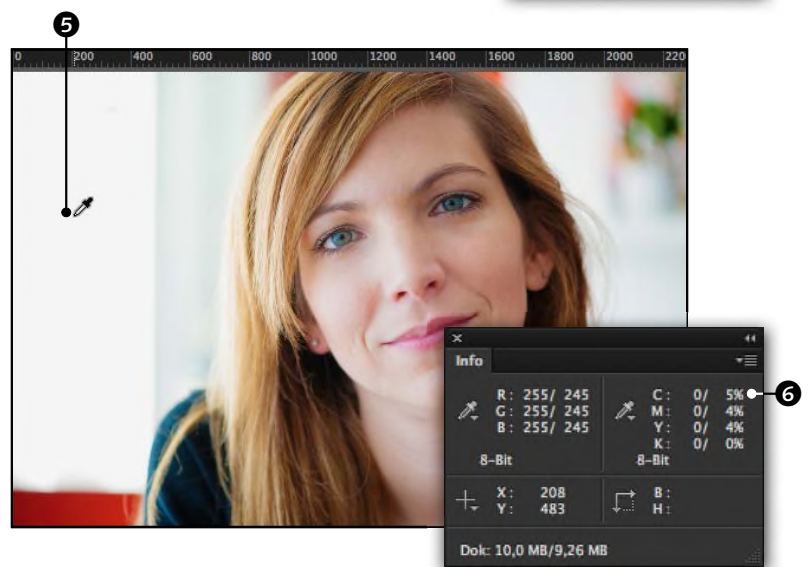 5
0 200 400 600 800 1000 1200 1400 1600 1800 2000 220
Info
R: 255/ 245
G: 255/ 245
B: 255/ 245
8-Bit
C: 0/ 5%
M: 0/ 4%
Y: 0/ 4%
K: 0/ 0%
8-Bit
6
X: 208
Y: 483
B:
H:
Dok: 10,0 MB/9,26 MB